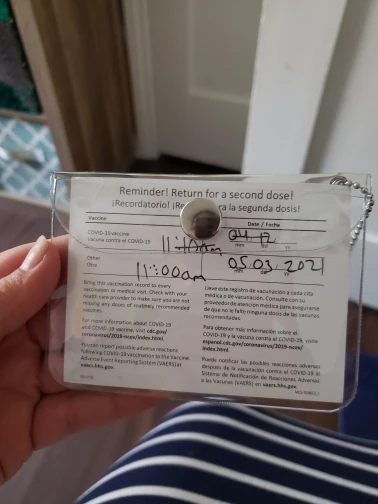 Reminder! Return for a second dose!
¡Recordatorio! ¡Re ra la segunda dosis!
Vaccine Date / Fecha
COVID-19 vaccine
Vacuna contra el COVID-19
11:10am 04 12
mm dd yy
Other
Otra
11:00am 05.03.2021
mm yy
Bring this vaccination record to every
vaccination or medical visit. Check with your
health care provider to make sure you are not
missing any doses of routinely recommended
vaccines.
For more information about COVID-19
and COVID-19 vaccine, visit cdc.gov/
coronavirus/2019-ncov/
index.html.
You can report possible adverse reactions
following COVID-19 vaccination to the Vaccine
Adverse Event Reporting System (VAERS) at
vaers.hhs.gov.
Lleve este registro de vacunación a cada cita
médica o de vacunación. Consulte con su
proveedor de atención médica para asegurarse
de que no le falte ninguna dosis de las vacunas
recomendadas.
Para obtener más información sobre el
COVID-19 y la vacuna contra el COVID-19, visite
espanol.cdc.gov/coronavirus/2019-ncov/
index.html.
Puede notificar las posibles reacciones adversas
después de la vacunación contra el COVID-19 al
Sistema de Notificación de Reacciones Adversas
a las Vacunas (VAERS) en vaers.hhs.gov.